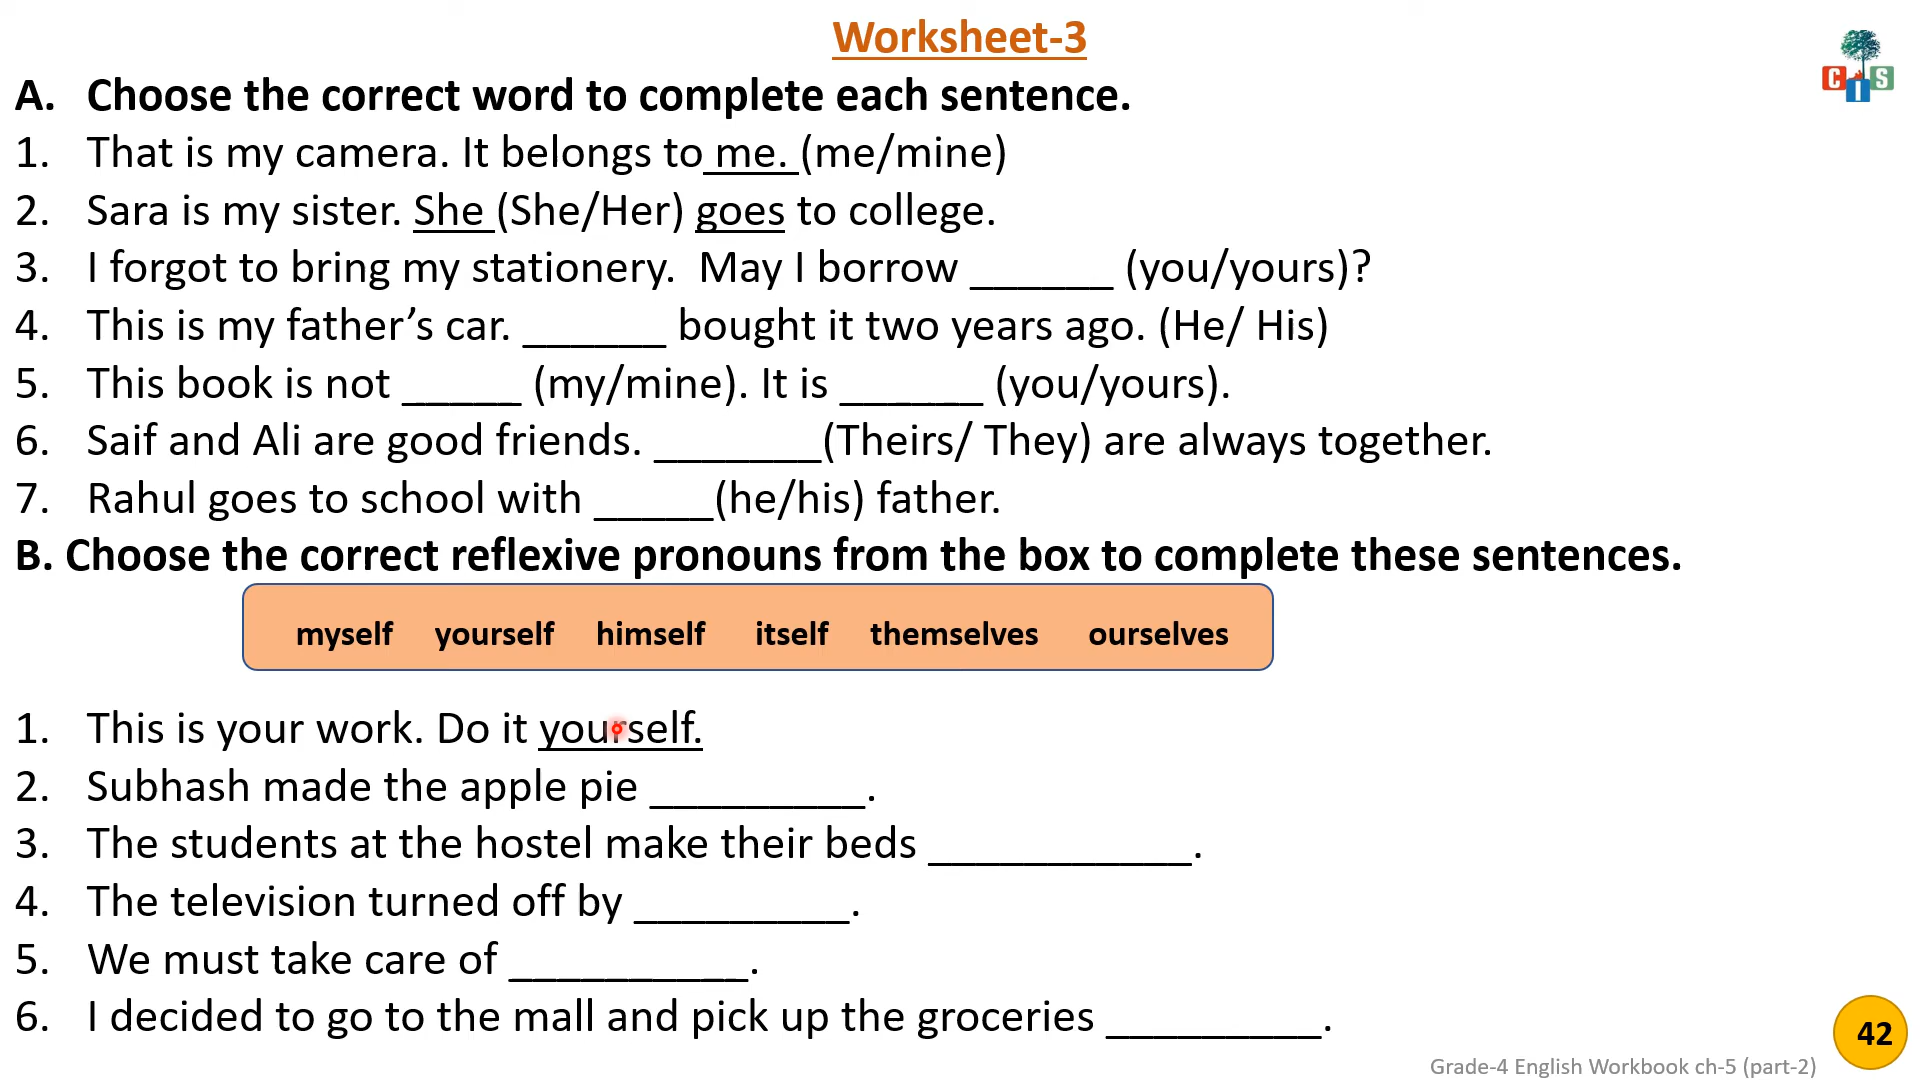 Worksheet-3
C I S
A. Choose the correct word to complete each sentence.
1. That is my camera. It belongs to me. (me/mine)
2. Sara is my sister. She (She/Her) goes to college.
3. I forgot to bring my stationery. May I borrow ______ (you/yours)?
4. This is my father’s car. ______ bought it two years ago. (He/ His)
5. This book is not _____ (my/mine). It is ______ (you/yours).
6. Saif and Ali are good friends. _______(Theirs/ They) are always together.
7. Rahul goes to school with _____(he/his) father.
B. Choose the correct reflexive pronouns from the box to complete these sentences.
myself yourself himself itself themselves ourselves
1. This is your work. Do it yourself.
2. Subhash made the apple pie _________.
3. The students at the hostel make their beds ___________.
4. The television turned off by _________.
5. We must take care of __________.
6. I decided to go to the mall and pick up the groceries _________.
42
Grade-4 English Workbook ch-5 (part-2)